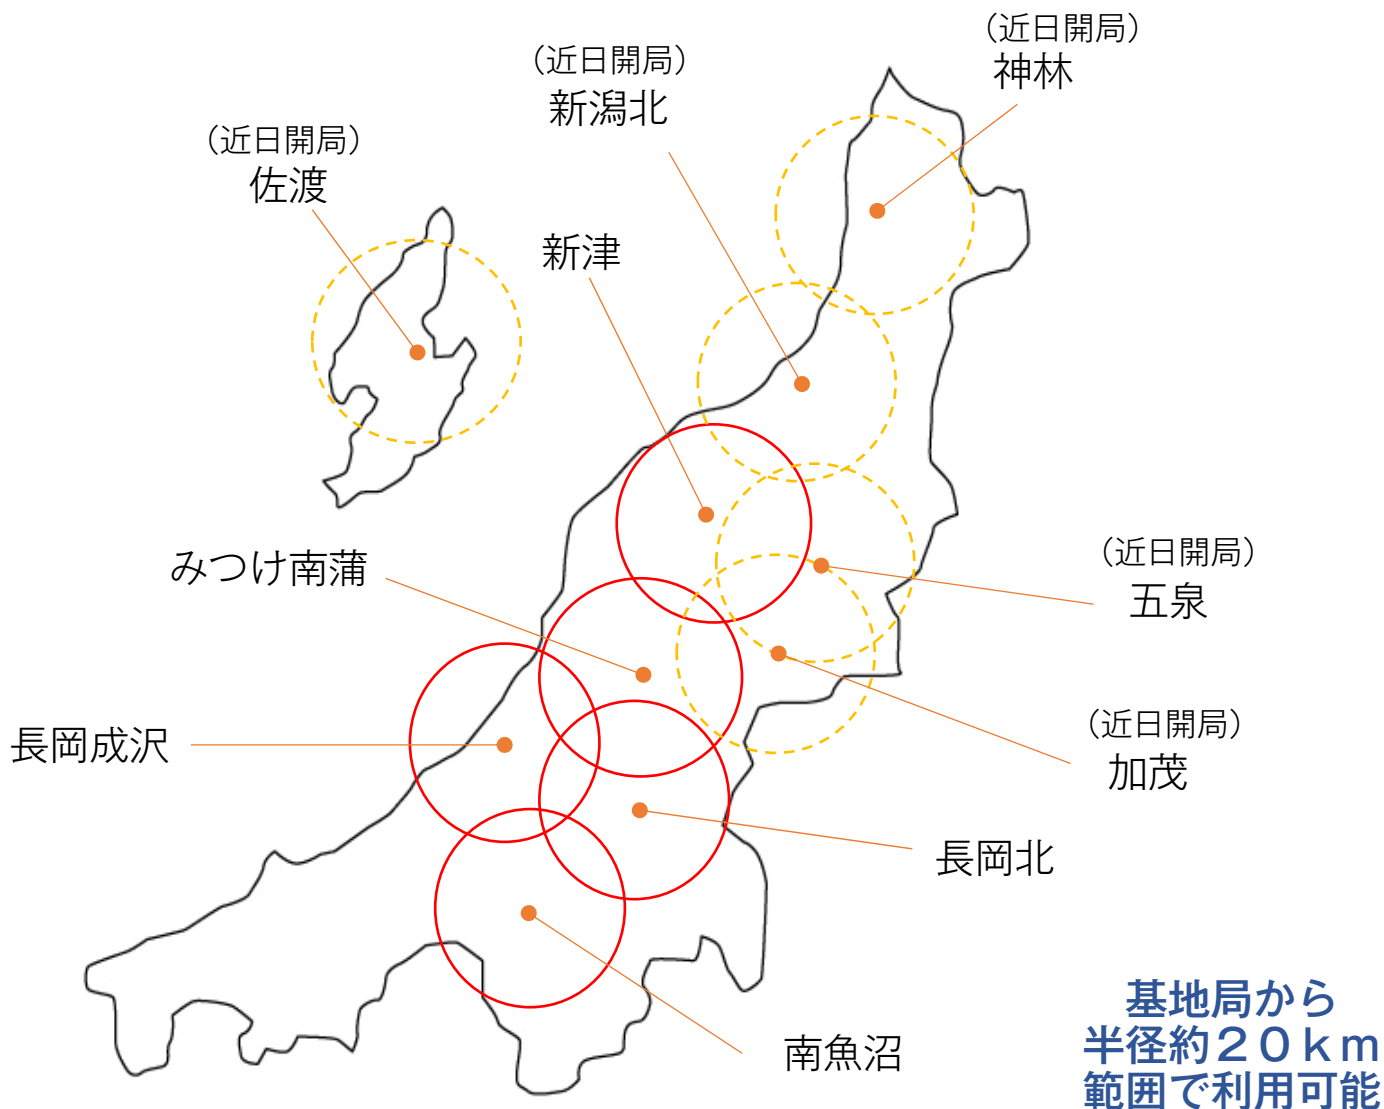 （近日開局）
神林
（近日開局）
新潟北
（近日開局）
佐渡
新津
みつけ南蒲
（近日開局）
五泉
長岡成沢
（近日開局）
加茂
長岡北
南魚沼
基地局から
半径約２０ｋｍ
範囲で利用可能